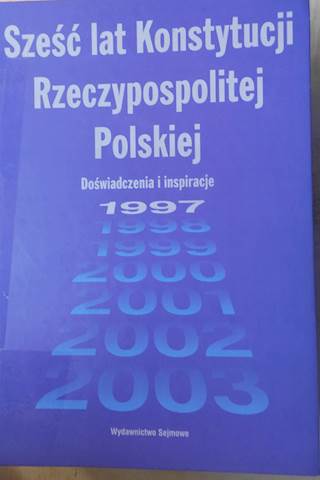 Sześć lat Konstytucji
Rzeczypospolitej
Polskiej
Doświadczenia i inspiracje
1997
1998
1999
2000
2001
2002
2003
Wydawnictwo Sejmowe